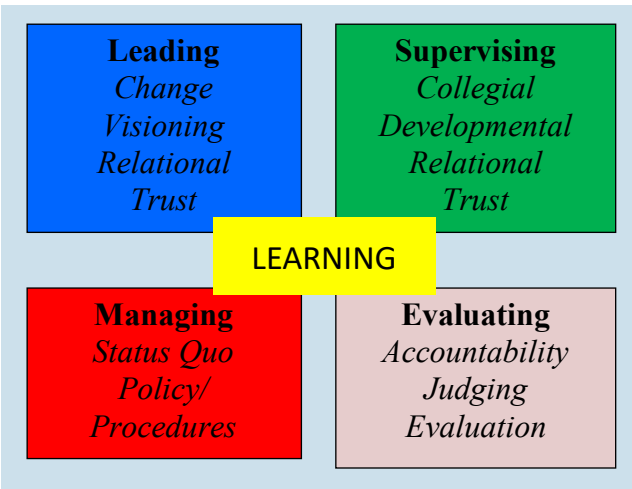 Leading
Change
Visioning
Relational
Trust
Supervising
Collegial
Developmental
Relational
Trust
LEARNING
Managing
Status Quo
Policy/
Procedures
Evaluating
Accountability
Judging
Evaluation